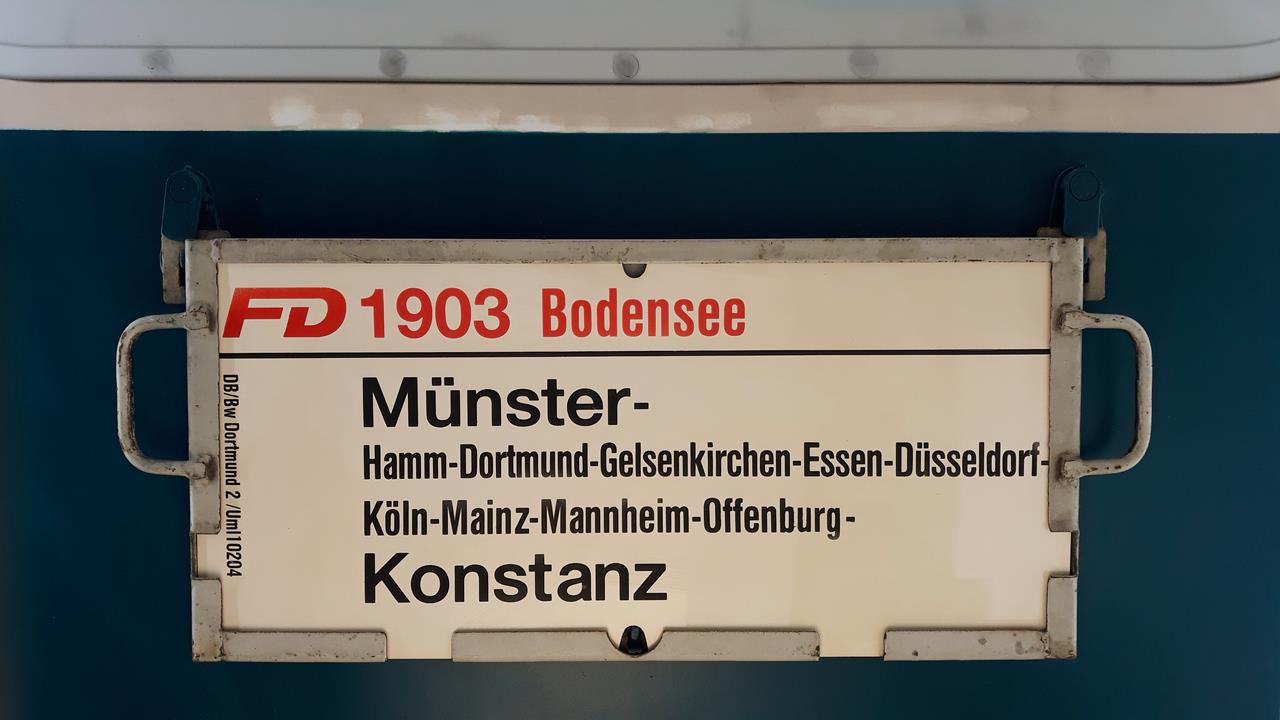 FD 1903 Bodensee
Münster-
Hamm-Dortmund-Gelsenkirchen-Essen-Düsseldorf-
Köln-Mainz-Mannheim-Offenburg-
Konstanz
DB/Bw Dortmund 2 /Uml10204